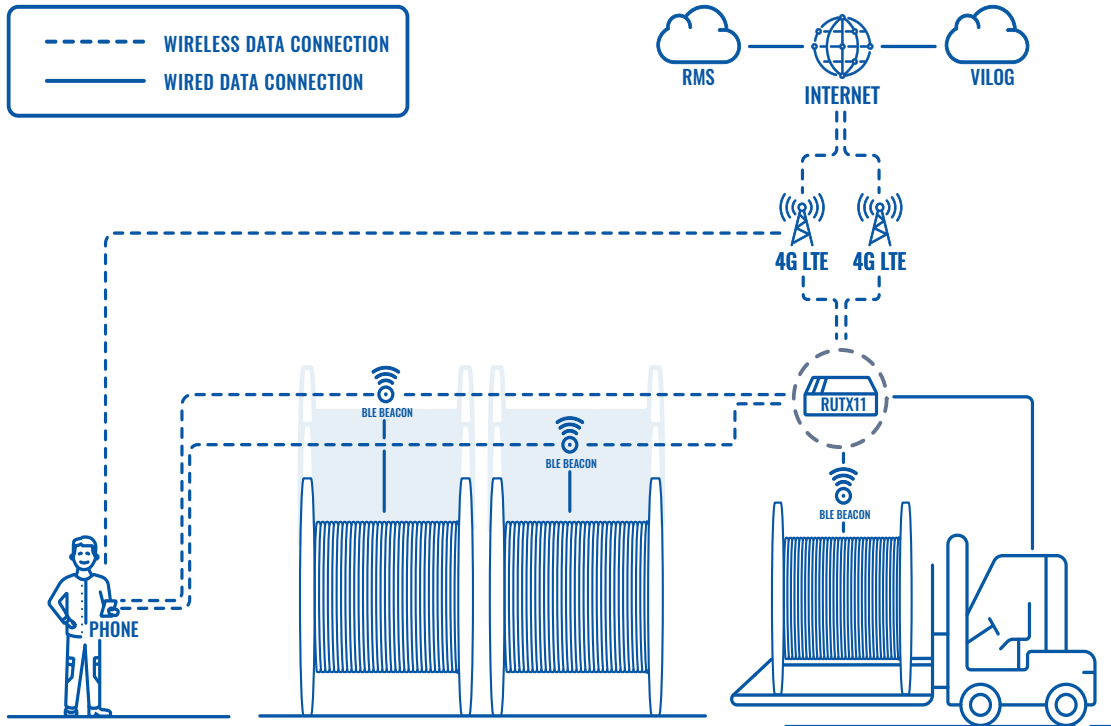 WIRELESS DATA CONNECTION
WIRED DATA CONNECTION
RMS
INTERNET
VILOG
4G LTE
4G LTE
RUTX11
BLE BEACON
BLE BEACON
BLE BEACON
PHONE